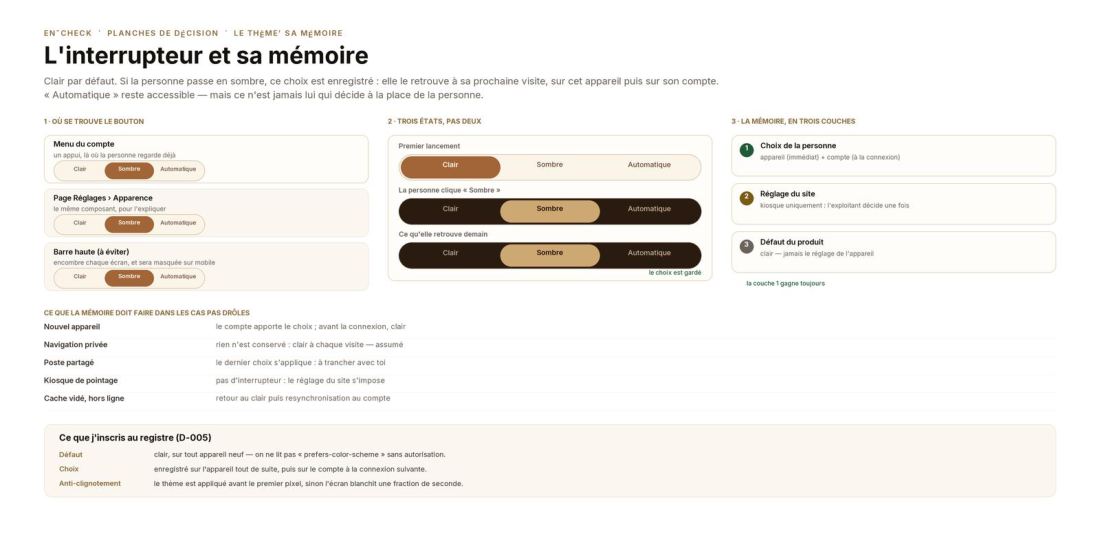 EN˘CHECK ˙ PLANCHES DE DéCISION ˙ LE THèME' SA MéMOIRE
L'interrupteur et sa mémoire
Clair par défaut. Si la personne passe en sombre, ce choix est enregistré : elle le retrouve à sa prochaine visite, sur cet appareil puis sur son compte.
« Automatique » reste accessible — mais ce n'est jamais lui qui décide à la place de la personne.
1 · OÙ SE TROUVE LE BOUTON
Menu du compte
un appui, là où la personne regarde déjà
Clair Sombre Automatique
Page Réglages › Apparence
le même composant, pour l'expliquer
Clair Sombre Automatique
Barre haute (à éviter)
encombre chaque écran, et sera masquée sur mobile
Clair Sombre Automatique
2 · TROIS ÉTATS, PAS DEUX
Premier lancement
Clair Sombre Automatique
La personne clique « Sombre »
Clair Sombre Automatique
Ce qu'elle retrouve demain
Clair Sombre Automatique
le choix est gardé
3 · LA MÉMOIRE, EN TROIS COUCHES
1 Choix de la personne
appareil (immédiat) + compte (à la connexion)
2 Réglage du site
kiosque uniquement : l'exploitant décide une fois
3 Défaut du produit
clair — jamais le réglage de l'appareil
la couche 1 gagne toujours
CE QUE LA MÉMOIRE DOIT FAIRE DANS LES CAS PAS DRÔLES
Nouvel appareil le compte apporte le choix ; avant la connexion, clair
Navigation privée rien n'est conservé : clair à chaque visite — assumé
Poste partagé le dernier choix s'applique : à trancher avec toi
Kiosque de pointage pas d'interrupteur : le réglage du site s'impose
Cache vidé, hors ligne retour au clair puis resynchronisation au compte
Ce que j'inscris au registre (D-005)
Défaut clair, sur tout appareil neuf — on ne lit pas « prefers-color-scheme » sans autorisation.
Choix enregistré sur l'appareil tout de suite, puis sur le compte à la connexion suivante.
Anti-clignotement le thème est appliqué avant le premier pixel, sinon l'écran blanchit une fraction de seconde.